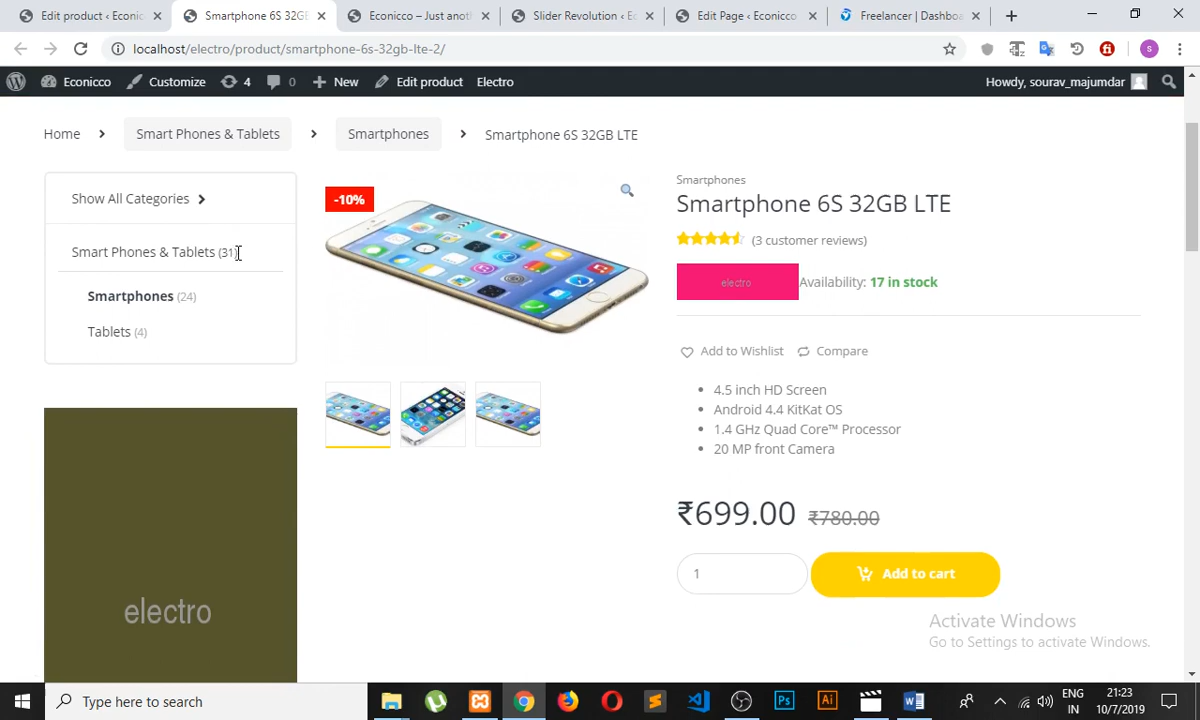 Edit product ‹ Econicc
Smartphone 6S 32GB
Econicco – Just anot
Slider Revolution ‹ Ec
Edit Page ‹ Econicco
Freelancer | Dashboa
localhost/electro/product/smartphone-6s-32gb-lte-2/
Econicco Customize 4 0 New Edit product Electro Howdy, sourav_majumdar
Home Smart Phones & Tablets Smartphones Smartphone 6S 32GB LTE
Show All Categories
Smart Phones & Tablets (31)
Smartphones (24)
Tablets (4)
electro
-10%
Smartphones
Smartphone 6S 32GB LTE
(3 customer reviews)
electro Availability: 17 in stock
Add to Wishlist Compare
4.5 inch HD Screen
Android 4.4 KitKat OS
1.4 GHz Quad Core™ Processor
20 MP front Camera
₹699.00 ₹780.00
1 Add to cart
Activate Windows
Go to Settings to activate Windows.
Type here to search
ENG
IN
21:23
10/7/2019